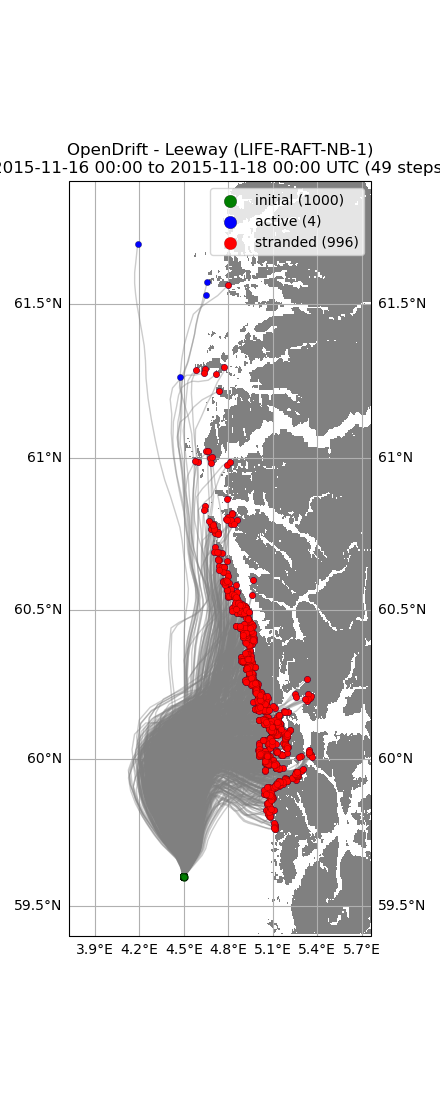 OpenDrift - Leeway (LIFE-RAFT-NB-1)
2015-11-16 00:00 to 2015-11-18 00:00 UTC (49 steps
initial (1000)
active (4)
stranded (996)
61.5°N 61.5°N
61°N 61°N
60.5°N 60.5°N
60°N 60°N
59.5°N 59.5°N
3.9°E 4.2°E 4.5°E 4.8°E 5.1°E 5.4°E 5.7°E